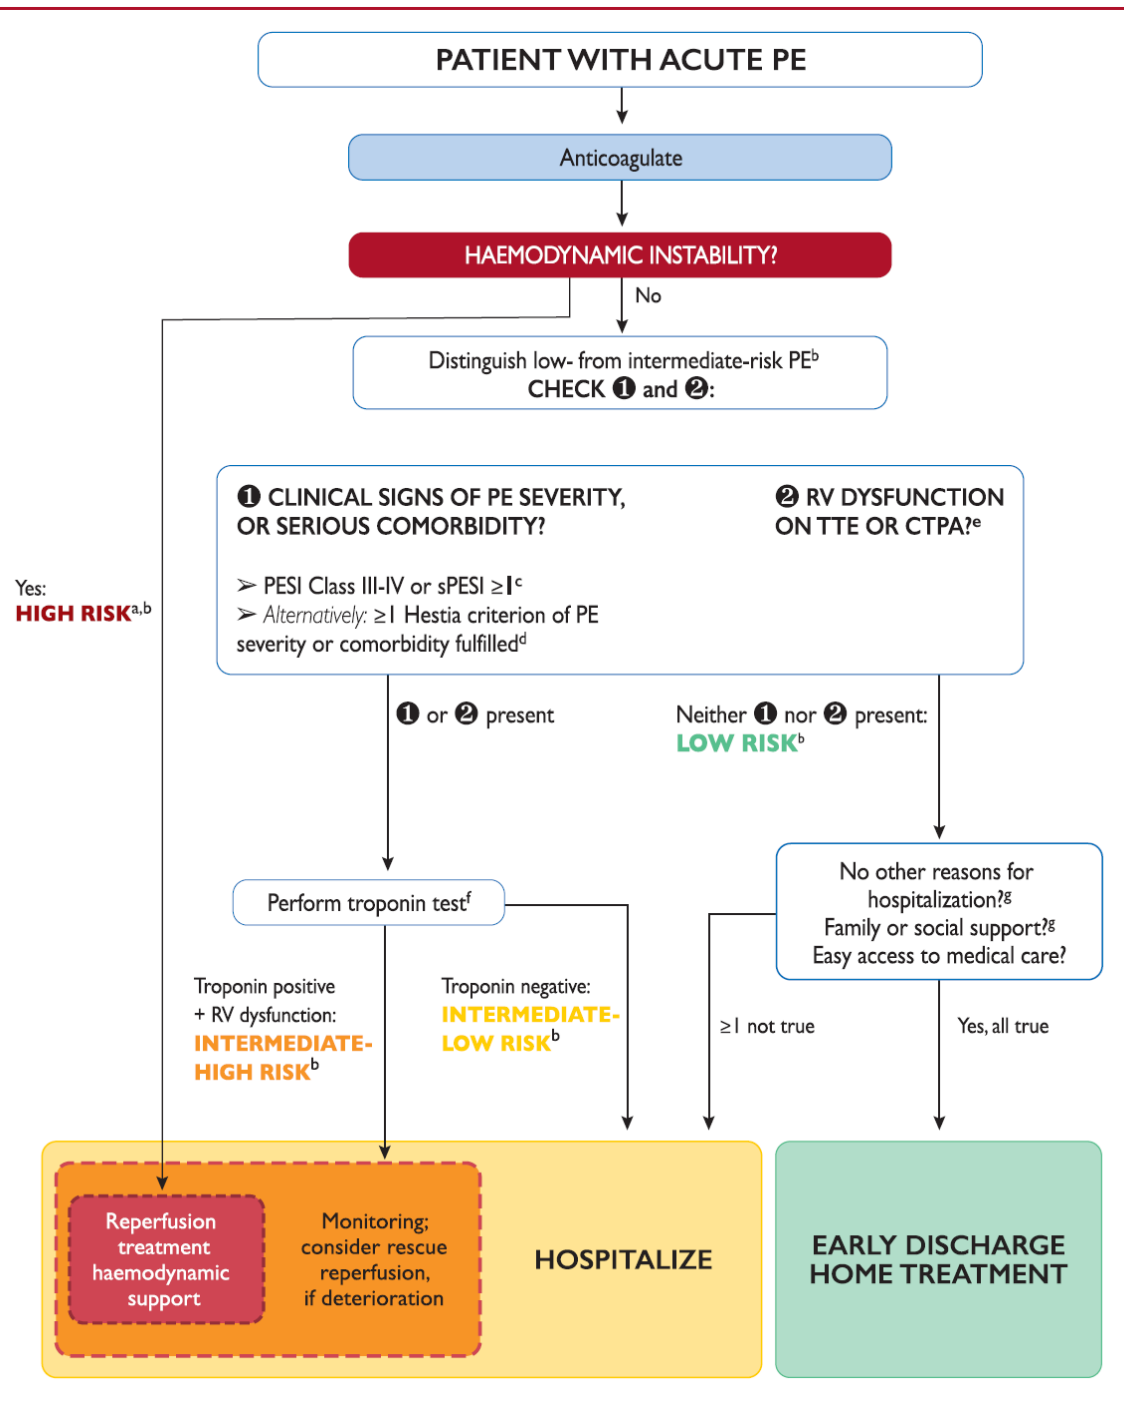 PATIENT WITH ACUTE PE
Anticoagulate
HAEMODYNAMIC INSTABILITY?
No
Distinguish low- from intermediate-risk PEᵇ
CHECK ❶ and ❷:
❶ CLINICAL SIGNS OF PE SEVERITY,
OR SERIOUS COMORBIDITY?
➢ PESI Class III-IV or sPESI ≥1ᶜ
➢ Alternatively: ≥1 Hestia criterion of PE
severity or comorbidity fulfilledᵈ
❷ RV DYSFUNCTION
ON TTE OR CTPA?ᵉ
Yes:
HIGH RISKᵃ,ᵇ
❶ or ❷ present
Neither ❶ nor ❷ present:
LOW RISKᵇ
Perform troponin testᶠ
No other reasons for
hospitalization?ᵍ
Family or social support?ᵍ
Easy access to medical care?
Troponin positive
+ RV dysfunction:
INTERMEDIATE-
HIGH RISKᵇ
Troponin negative:
INTERMEDIATE-
LOW RISKᵇ
≥1 not true
Yes, all true
Reperfusion
treatment
haemodynamic
support
Monitoring;
consider rescue
reperfusion,
if deterioration
HOSPITALIZE
EARLY DISCHARGE
HOME TREATMENT